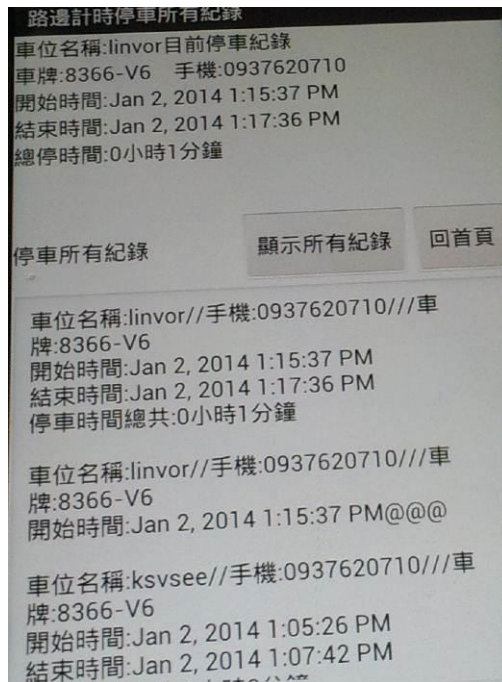 路邊計時停車所有紀錄
車位名稱:linvor目前停車紀錄
車牌:8366-V6 手機:0937620710
開始時間:Jan 2, 2014 1:15:37 PM
結束時間:Jan 2, 2014 1:17:36 PM
總停時間:0小時1分鐘
停車所有紀錄
顯示所有紀錄
回首頁
車位名稱:linvor//手機:0937620710///車
牌:8366-V6
開始時間:Jan 2, 2014 1:15:37 PM
結束時間:Jan 2, 2014 1:17:36 PM
停車時間總共:0小時1分鐘
車位名稱:linvor//手機:0937620710///車
牌:8366-V6
開始時間:Jan 2, 2014 1:15:37 PM@@@
車位名稱:ksvsee//手機:0937620710///車
牌:8366-V6
開始時間:Jan 2, 2014 1:05:26 PM
結束時間:Jan 2, 2014 1:07:42 PM